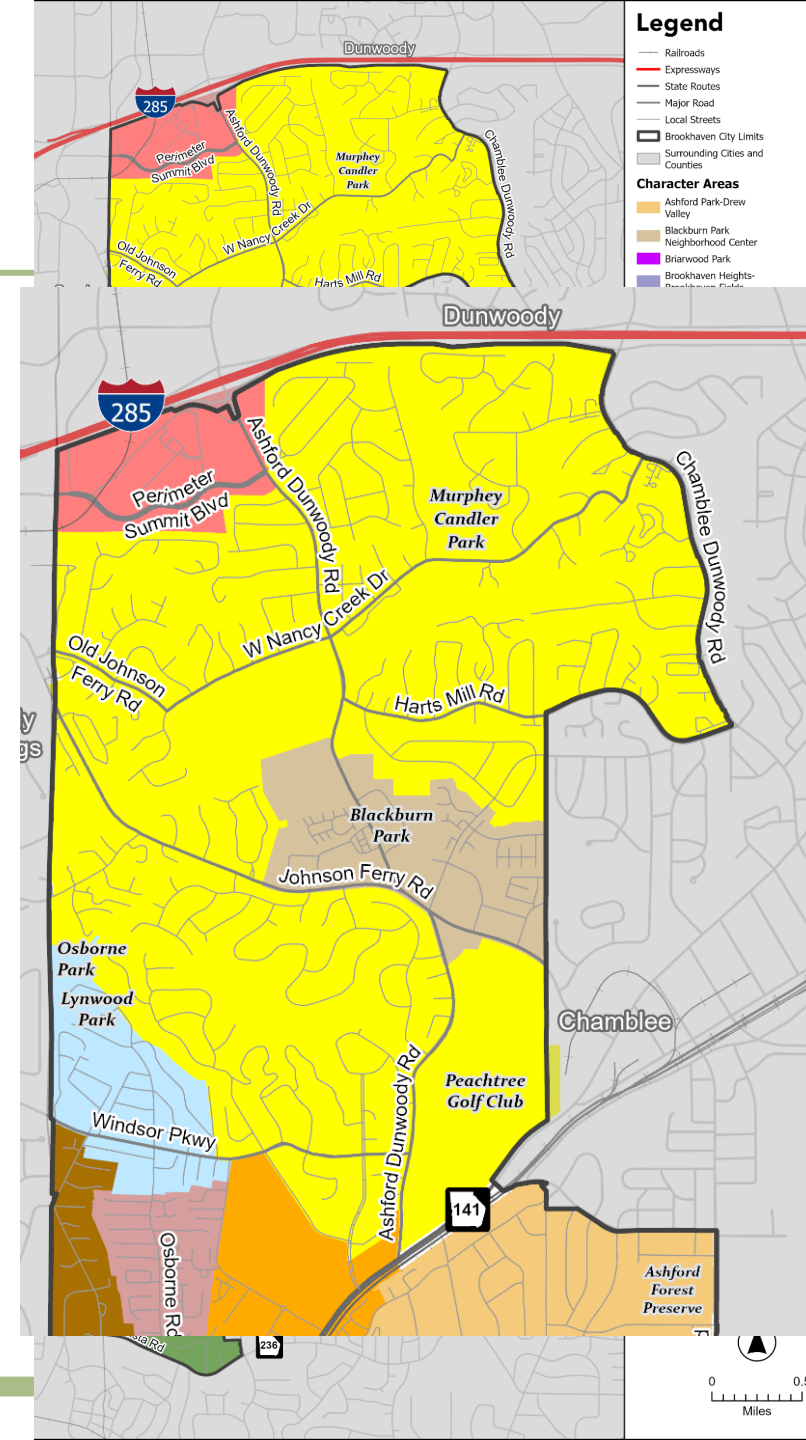 Dunwoody
285
Ashford Dunwoody Rd
Perimeter
Summit Blvd
Murphey
Candler
Park
Chamblee Dunwoody Rd
W Nancy Creek Dr
Old Johnson
Ferry Rd
Harts Mill Rd
Legend
Railroads
Expressways
State Routes
Major Road
Local Streets
Brookhaven City Limits
Surrounding Cities and
Counties
Character Areas
Ashford Park-Drew
Valley
Blackburn Park
Neighborhood Center
Briarwood Park
Brookhaven Heights-
Brookhaven Fields
Dunwoody
285
Ashford Dunwoody Rd
Perimeter
Summit Blvd
Murphey
Candler
Park
Chamblee Dunwoody Rd
W Nancy Creek Dr
Old Johnson
Ferry Rd
Harts Mill Rd
Blackburn
Park
Johnson Ferry Rd
Osborne
Park
Lynwood
Park
Chamblee
Peachtree
Golf Club
Ashford Dunwoody Rd
Windsor Pkwy
141
Osborne Rd
Ashford
Forest
Preserve
Rd
236
0
0.5
Miles